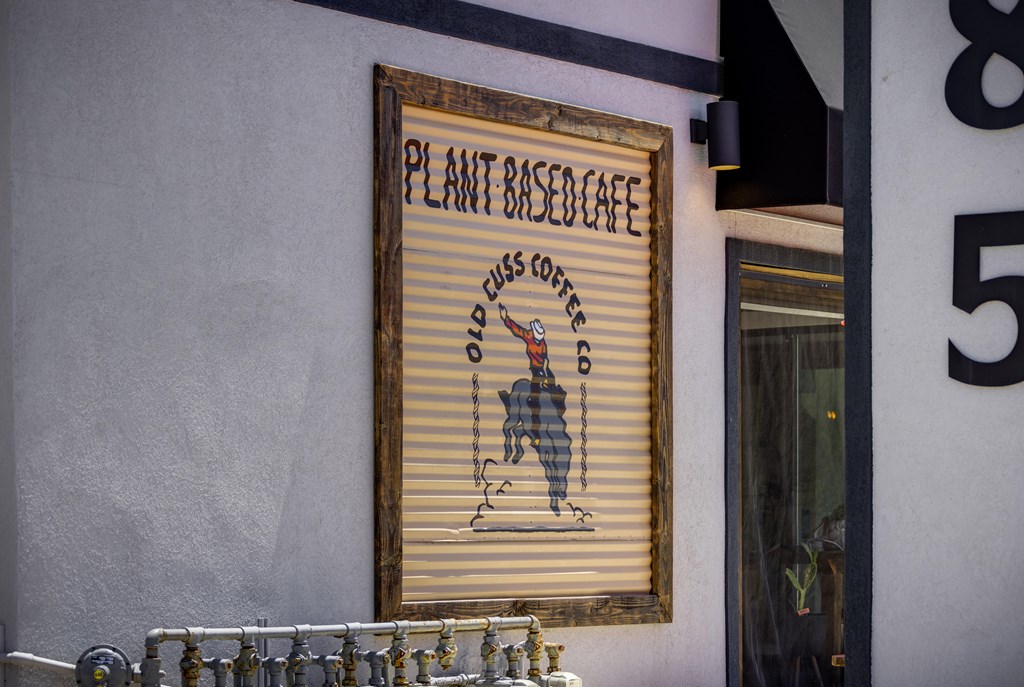 PLANT·BASED·CAFE
OLD CUSS COFFEE CO
8
5